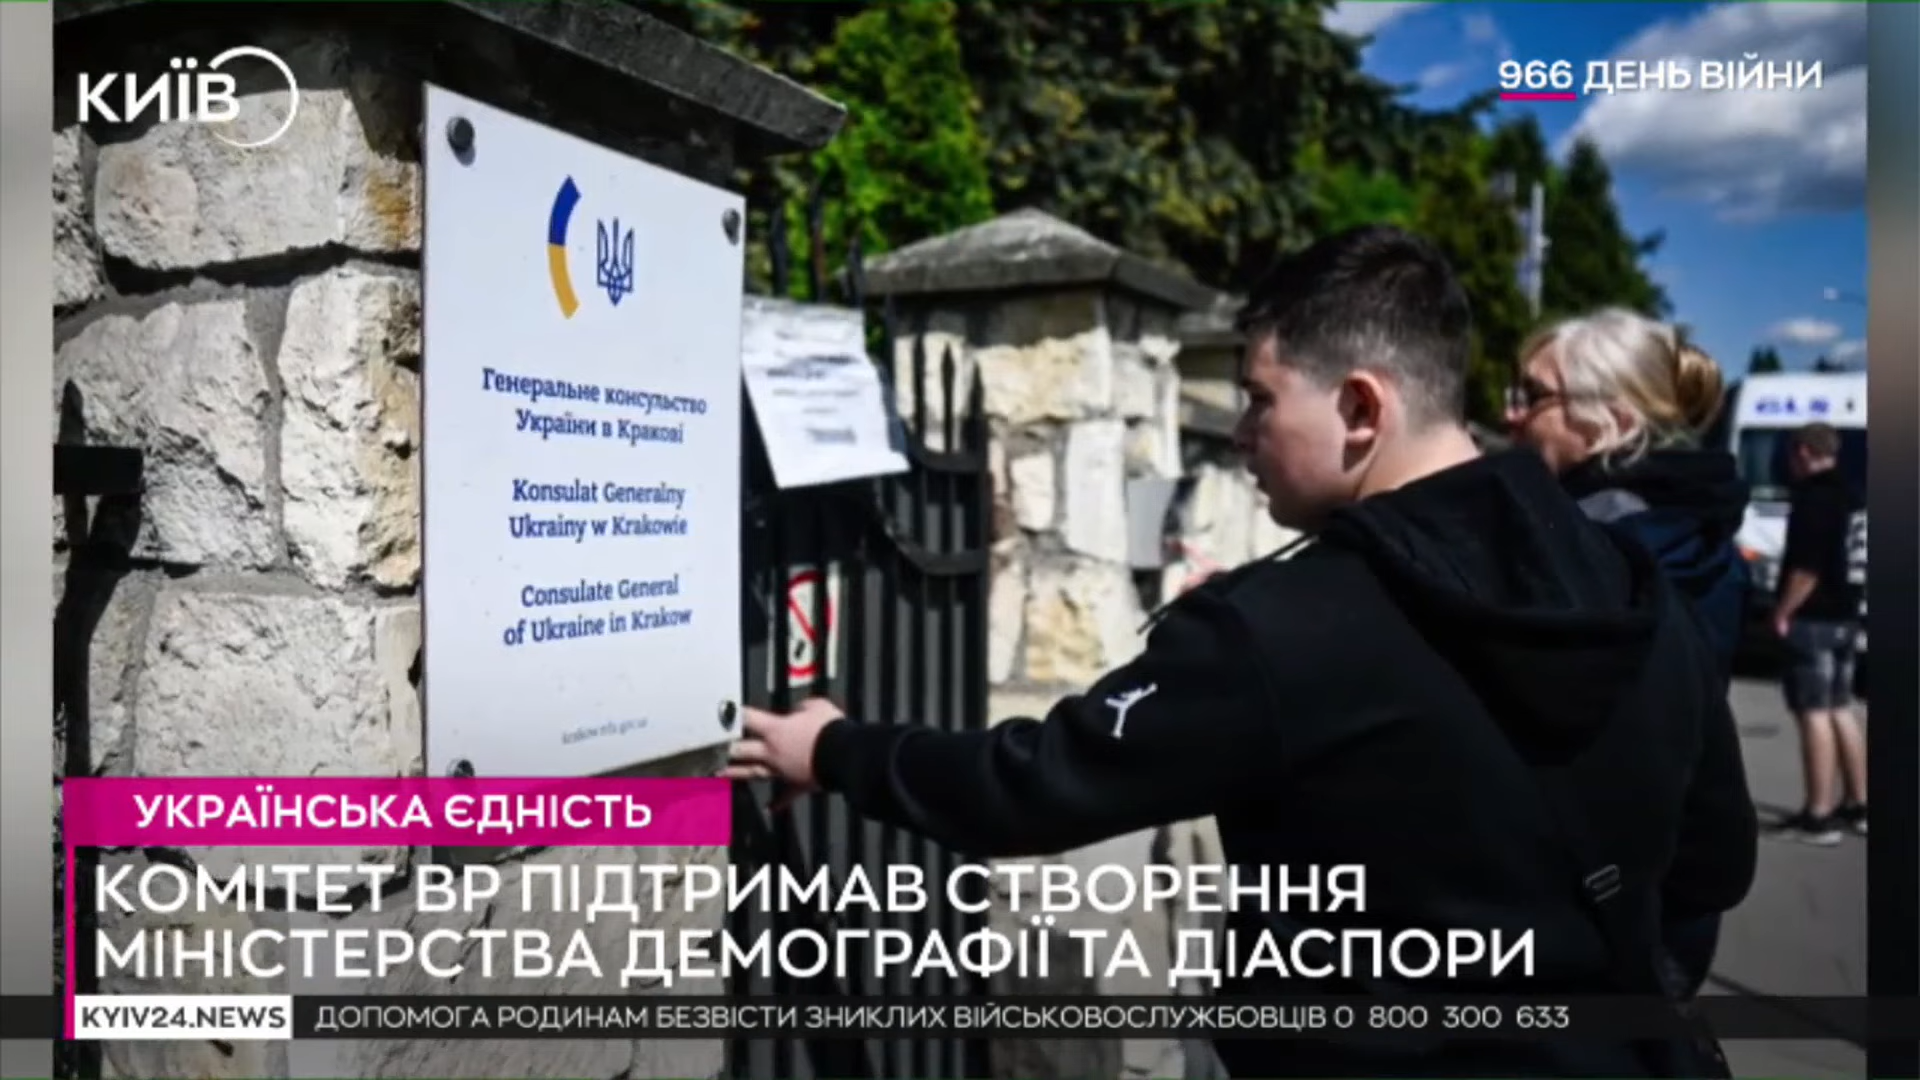 КИЇВ
966 ДЕНЬ ВІЙНИ
Генеральне консульство
України в Кракові
Konsulat Generalny
Ukrainy w Krakowie
Consulate General
of Ukraine in Krakow
УКРАЇНСЬКА ЄДНІСТЬ
КОМІТЕТ ВР ПІДТРИМАВ СТВОРЕННЯ
МІНІСТЕРСТВА ДЕМОГРАФІЇ ТА ДІАСПОРИ
KYIV24.NEWS ДОПОМОГА РОДИНАМ БЕЗВІСТИ ЗНИКЛИХ ВІЙСЬКОВОСЛУЖБОВЦІВ 0 800 300 633